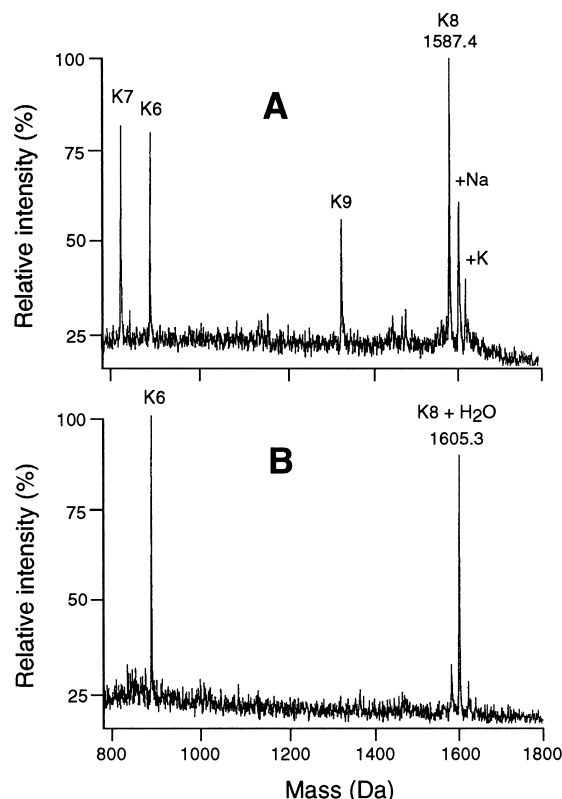 K8
1587.4
100
K7
K6
A
75
+Na
K9
50
+K
25
Relative intensity (%)
K6
K8 + H2O
1605.3
100
B
75
50
25
Relative intensity (%)
800 1000 1200 1400 1600 1800
Mass (Da)